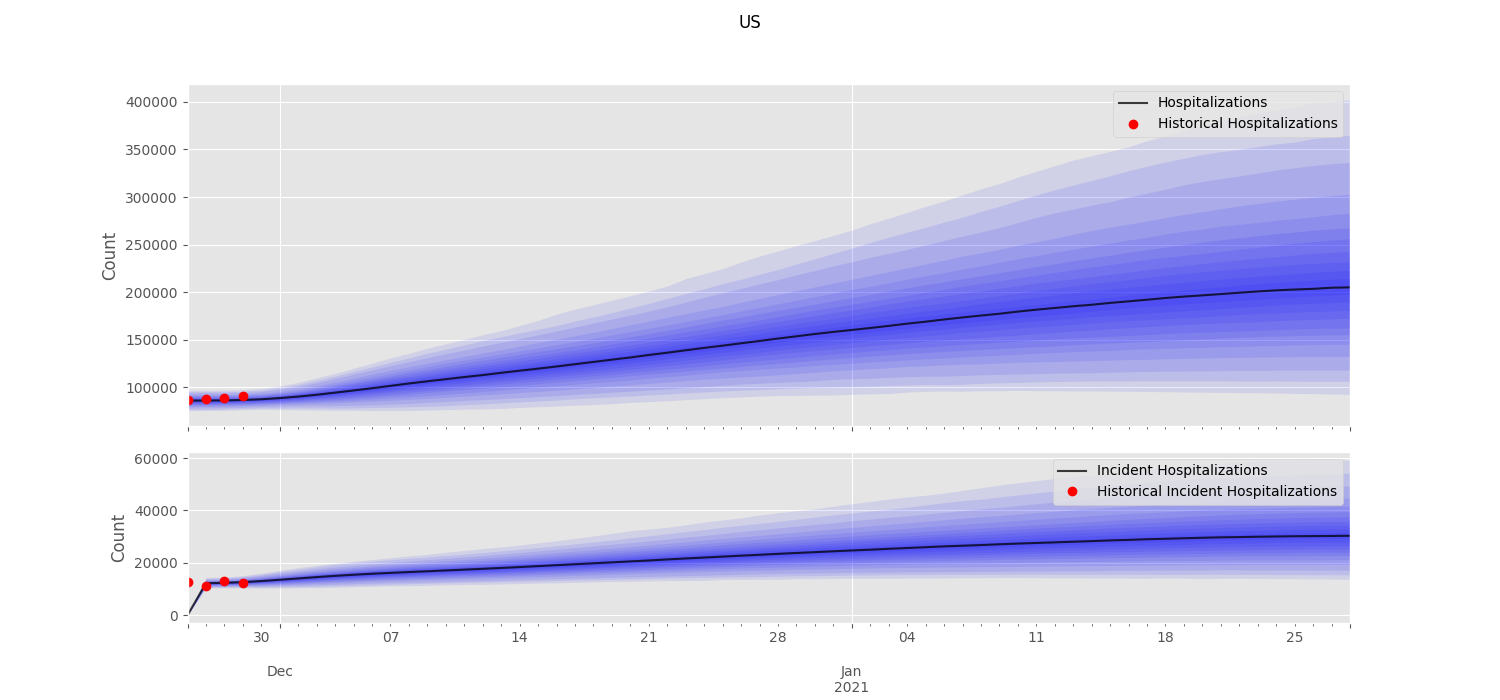 US
400000
350000
300000
250000
200000
150000
100000
Count
Hospitalizations
Historical Hospitalizations
60000
40000
20000
0
Count
Incident Hospitalizations
Historical Incident Hospitalizations
30 07 14 21 28 04 11 18 25
Dec Jan
2021